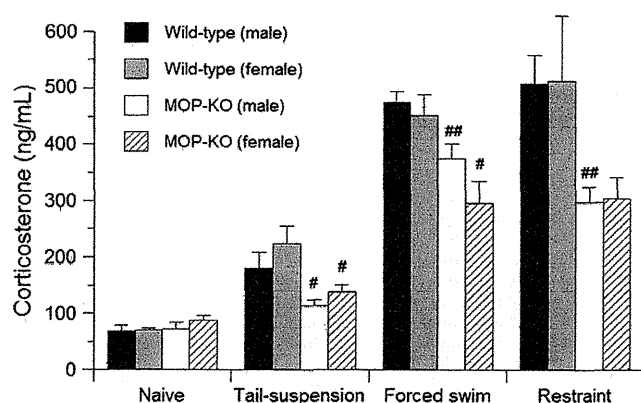 Corticosterone (ng/mL)
600
500
400
300
200
100
0
Wild-type (male)
Wild-type (female)
MOP-KO (male)
MOP-KO (female)
# #
## #
##
Naive Tail-suspension Forced swim Restraint